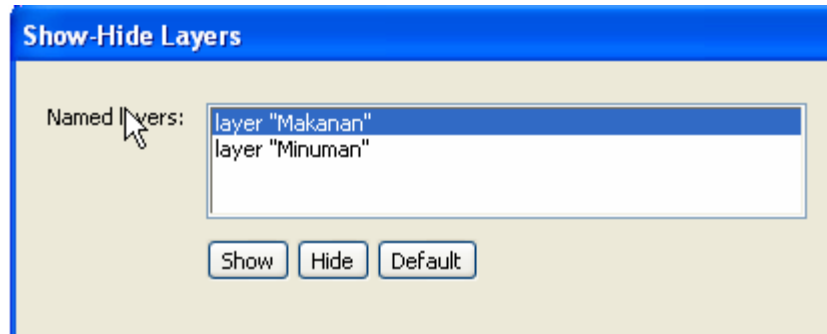 Show-Hide Layers
Named layers:
layer "Makanan"
layer "Minuman"
Show Hide Default